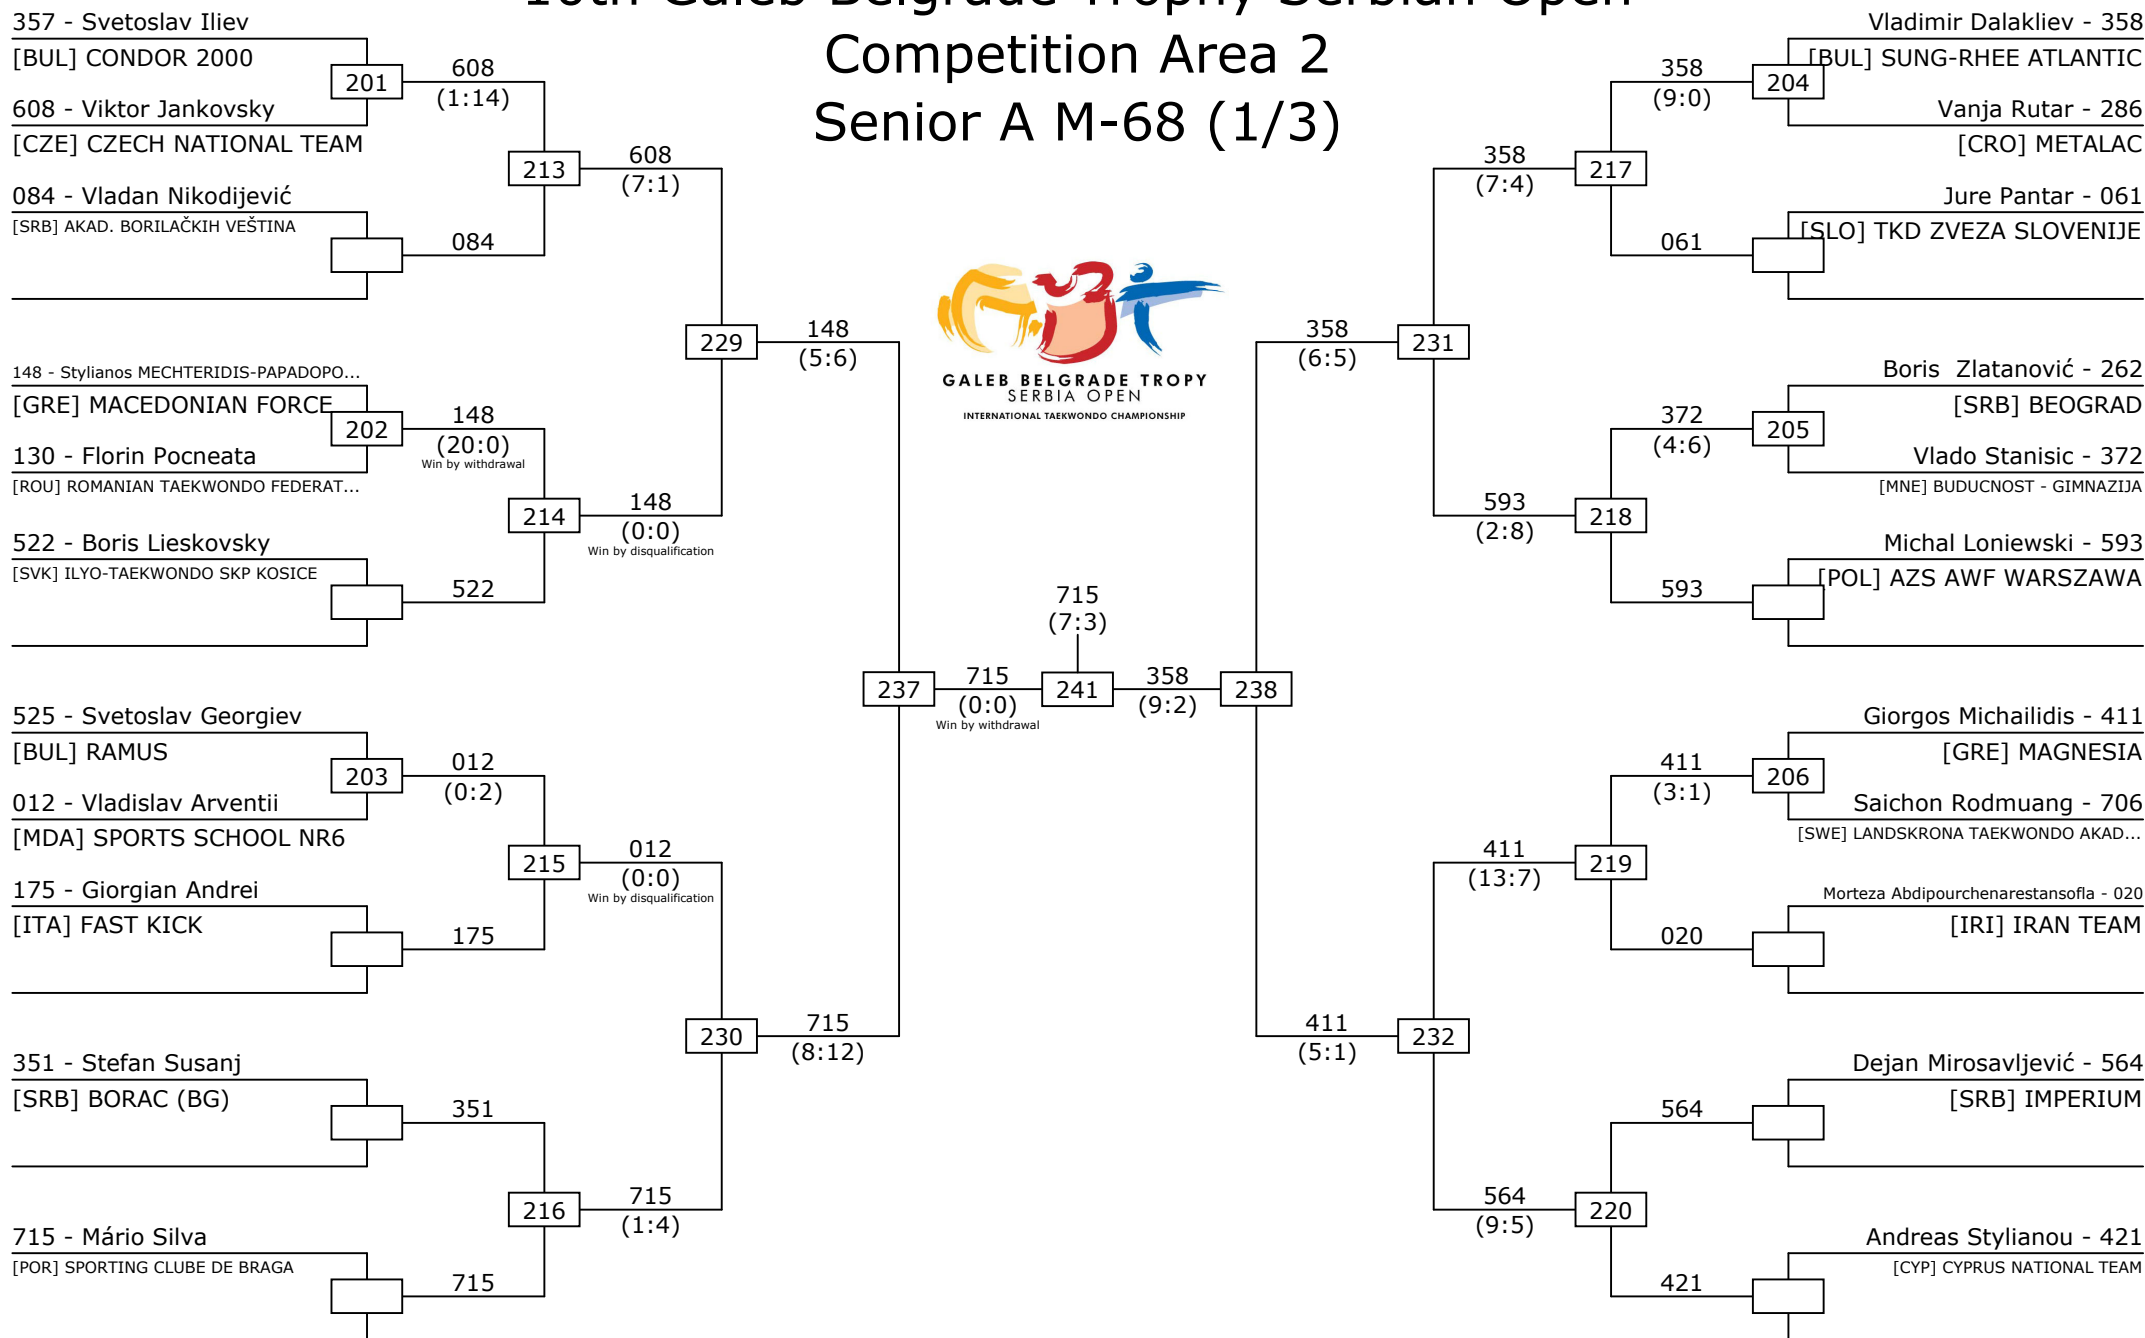 10th Galeb Belgrade Trophy Serbian Open
Competition Area 2
Senior A M-68 (1/3)
357 - Svetoslav Iliev
[BUL] CONDOR 2000
201
608
(1:14)
608 - Viktor Jankovsky
[CZE] CZECH NATIONAL TEAM
213
608
(7:1)
084 - Vladan Nikodijević
[SRB] AKAD. BORILAČKIH VEŠTINA
084
229
148
(5:6)
148 - Stylianos MECHTERIDIS-PAPADOPO...
[GRE] MACEDONIAN FORCE
202
148
(20:0)
Win by withdrawal
130 - Florin Pocneata
[ROU] ROMANIAN TAEKWONDO FEDERAT...
214
148
(0:0)
Win by disqualification
522 - Boris Lieskovsky
[SVK] ILYO-TAEKWONDO SKP KOSICE
522
525 - Svetoslav Georgiev
[BUL] RAMUS
203
012
(0:2)
012 - Vladislav Arventii
[MDA] SPORTS SCHOOL NR6
215
012
(0:0)
Win by disqualification
175 - Giorgian Andrei
[ITA] FAST KICK
175
230
715
(8:12)
351 - Stefan Susanj
[SRB] BORAC (BG)
351
216
715
(1:4)
715 - Mário Silva
[POR] SPORTING CLUBE DE BRAGA
715
GALEB BELGRADE TROPY
SERBIA OPEN
INTERNATIONAL TAEKWONDO CHAMPIONSHIP
237
715
(0:0)
Win by withdrawal
715
(7:3)
241
358
(9:2)
238
Vladimir Dalakliev - 358
[BUL] SUNG-RHEE ATLANTIC
358
(9:0)
204
Vanja Rutar - 286
[CRO] METALAC
358
(7:4)
217
Jure Pantar - 061
[SLO] TKD ZVEZA SLOVENIJE
061
358
(6:5)
231
Boris  Zlatanović - 262
[SRB] BEOGRAD
372
(4:6)
205
Vlado Stanisic - 372
[MNE] BUDUCNOST - GIMNAZIJA
593
(2:8)
218
Michal Loniewski - 593
[POL] AZS AWF WARSZAWA
593
Giorgos Michailidis - 411
[GRE] MAGNESIA
411
(3:1)
206
Saichon Rodmuang - 706
[SWE] LANDSKRONA TAEKWONDO AKAD...
411
(13:7)
219
Morteza Abdipourchenarestansofla - 020
[IRI] IRAN TEAM
020
411
(5:1)
232
Dejan Mirosavljević - 564
[SRB] IMPERIUM
564
564
(9:5)
220
Andreas Stylianou - 421
[CYP] CYPRUS NATIONAL TEAM
421